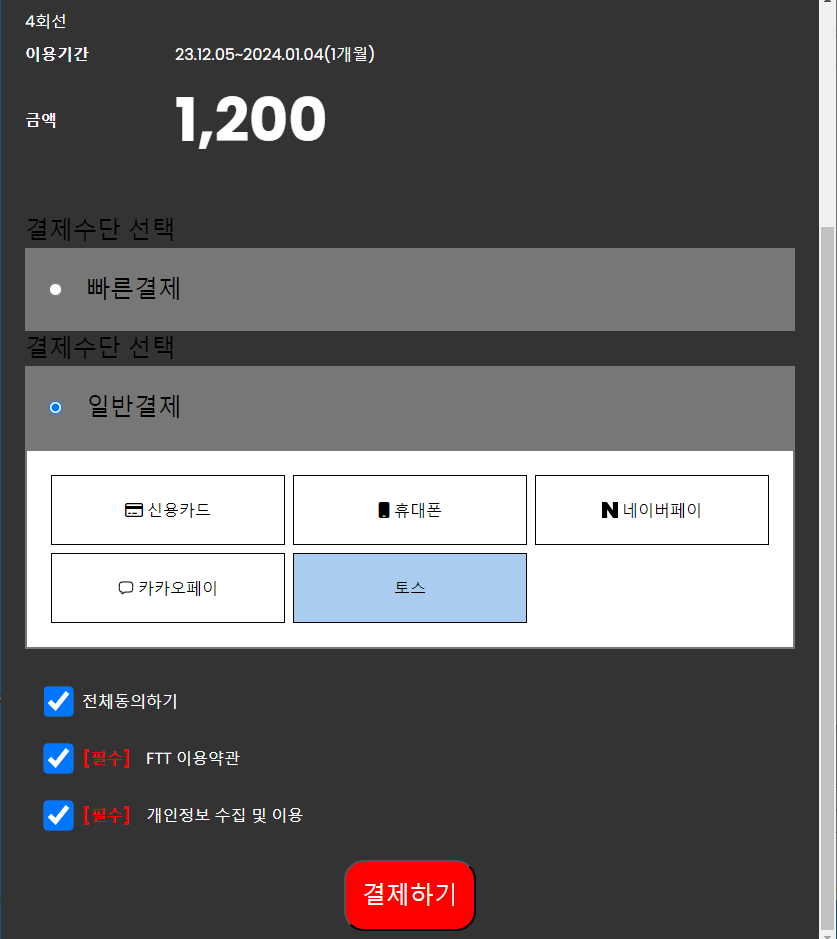 4회선
이용기간 23.12.05~2024.01.04(1개월)
금액 1,200
결제수단 선택
빠른결제
결제수단 선택
일반결제
신용카드 휴대폰 네이버페이
카카오페이 토스
전체동의하기
[필수] FTT 이용약관
[필수] 개인정보 수집 및 이용
결제하기